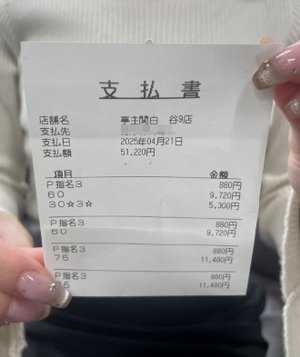 支払書
店舗名 亭主関白 谷9店
支払先
支払日 2025年04月21日
支払額 51,220円
項目 金額
P指名3 880円
60 9,720円
30☆3☆ 5,300円
P指名3 880円
60 9,720円
P指名3 880円
75 11,480円
P指名3 880円
11,480円